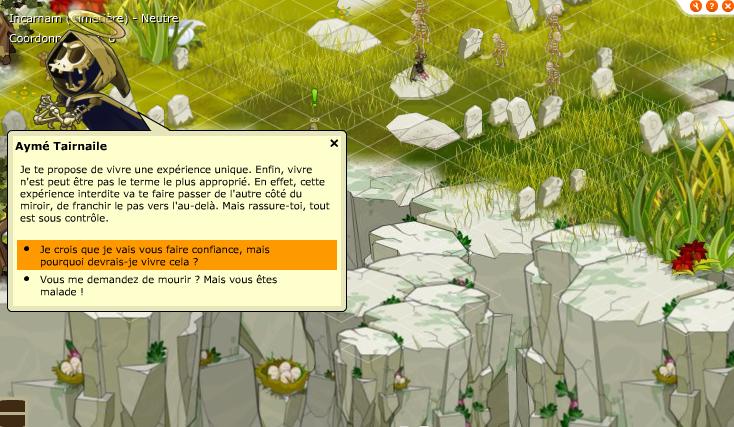 Incarnam (Cimetière) - Neutre
Coordonn
Aymé Tairnaile
Je te propose de vivre une expérience unique. Enfin, vivre
n'est peut être pas le terme le plus approprié. En effet, cette
expérience interdite va te faire passer de l'autre côté du
miroir, de franchir le pas vers l'au-delà. Mais rassure-toi, tout
est sous contrôle.
Je crois que je vais vous faire confiance, mais
pourquoi devrais-je vivre cela ?
Vous me demandez de mourir ? Mais vous êtes
malade !